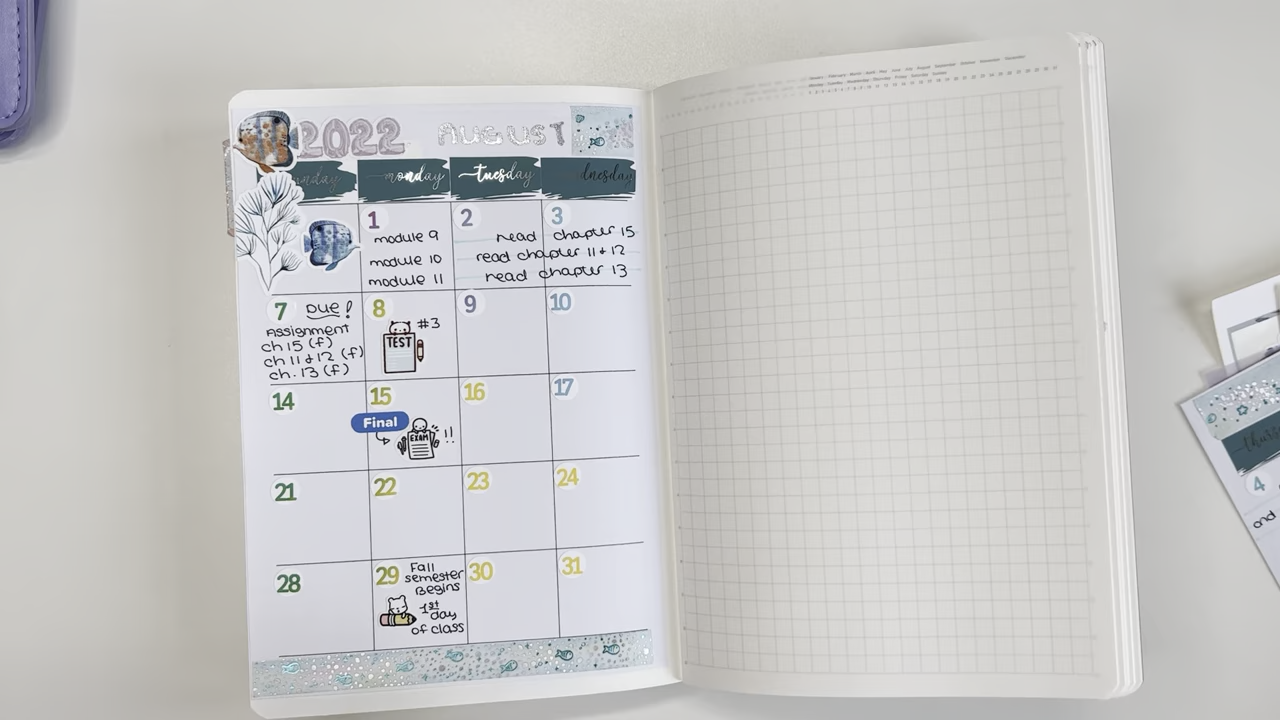 2022 AUGUST
monday tuesday
1 2 3
module 9
module 10
module 11
read chapter 15
read chapter 11 & 12
read chapter 13
7 Due!
Assignment
ch 15 (f)
ch 11 & 12 (f)
ch. 13 (f)
8
#3
TEST
9
10
14
15
Final
EXAM
!!
16
17
21
22
23
24
28
29
Fall
semester
Begins
1st
day
of class
30
31
4
and